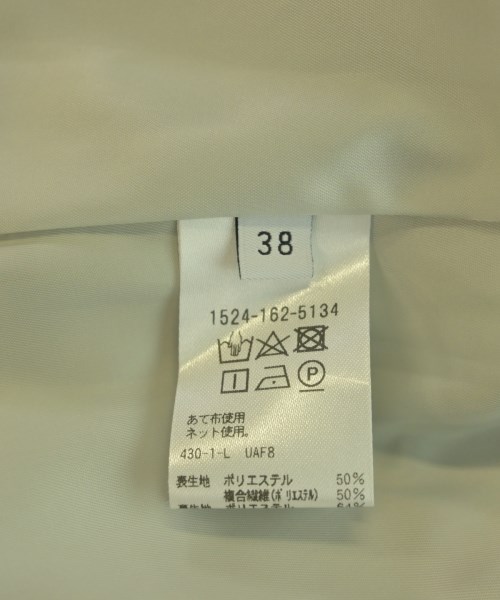 38
1524-162-5134
P
あて布使用
ネット使用。
430-1-L UAF8
表生地 ポリエステル 50%
複合繊維(ポリエステル) 50%